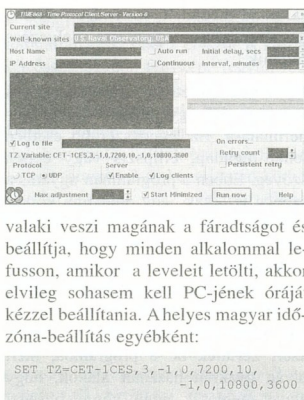 TIME868 - Time Protocol Client/Server - Version 4
Current site
Well-known sites U.S. Naval Observatory, USA
Host Name Auto run Initial delay, secs
IP Address Continuous Interval, minutes
Log to file
On errors...
TZ Variable: CET-1CES,3,-1,0,7200,10,-1,0,10800,3600
Retry count
Protocol Server Persistent retry
TCP UDP Enable Log clients
Max adjustment Start Minimized Run now Help
valaki veszi magának a fáradtságot és
beállítja, hogy minden alkalommal le-
fusson, amikor a leveleit letölti, akkor
elvileg sohasem kell PC-jének óráját
kézzel beállítania. A helyes magyar idő-
zóna-beállítás egyébként:
SET TZ=CET-1CES,3,-1,0,7200,10,
-1,0,10800,3600